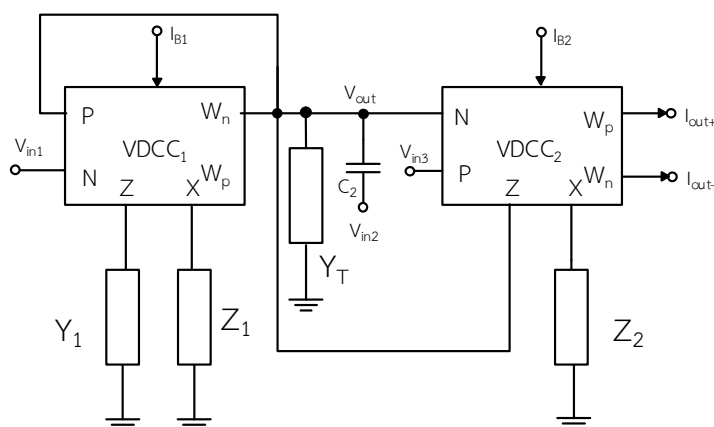 I_B1
I_B2
P
W_n
V_out
N
W_p
I_out+
VDCC_1
VDCC_2
V_in1
V_in3
N
W_p
P
W_n
I_out-
Z
X
C_2
Z
X
V_in2
Y_T
Y_1
Z_1
Z_2